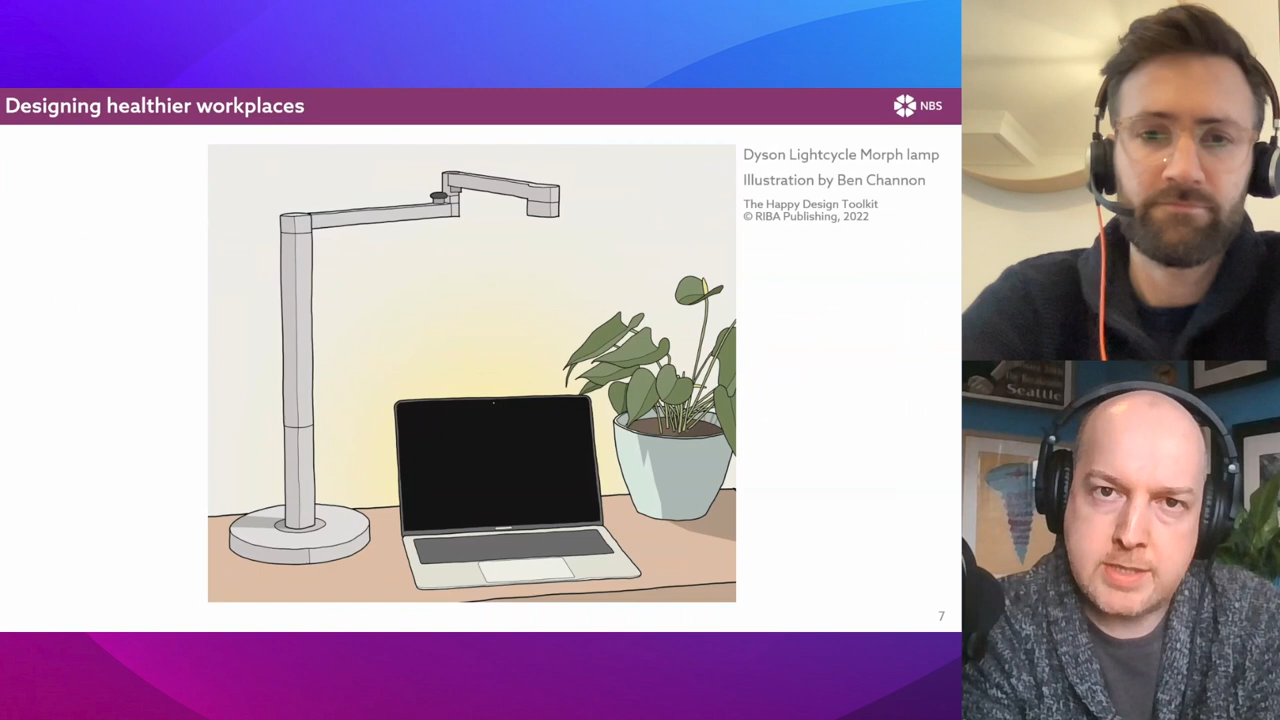 Designing healthier workplaces
NBS
Dyson Lightcycle Morph lamp
Illustration by Ben Channon
The Happy Design Toolkit
© RIBA Publishing, 2022
7
Seattle